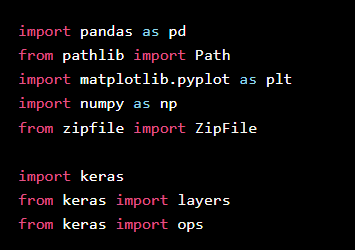 import pandas as pd
from pathlib import Path
import matplotlib.pyplot as plt
import numpy as np
from zipfile import ZipFile

import keras
from keras import layers
from keras import ops